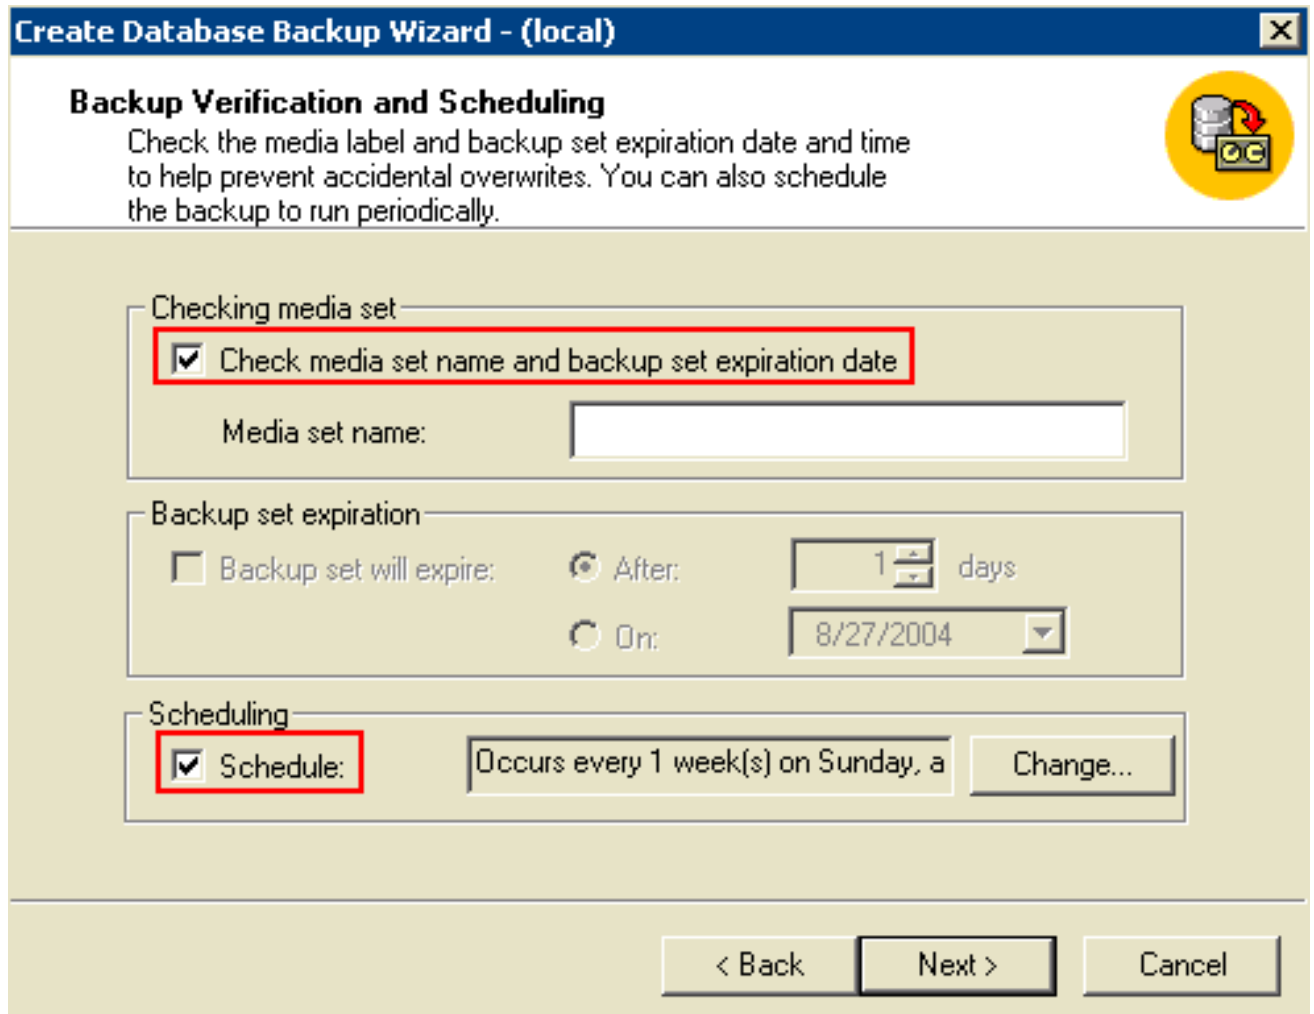 Create Database Backup Wizard - (local)
Backup Verification and Scheduling
Check the media label and backup set expiration date and time
to help prevent accidental overwrites. You can also schedule
the backup to run periodically.
Checking media set
Check media set name and backup set expiration date
Media set name:
Backup set expiration
Backup set will expire: After: 1 days
On: 8/27/2004
Scheduling
Schedule: Occurs every 1 week(s) on Sunday, a Change...
< Back Next > Cancel